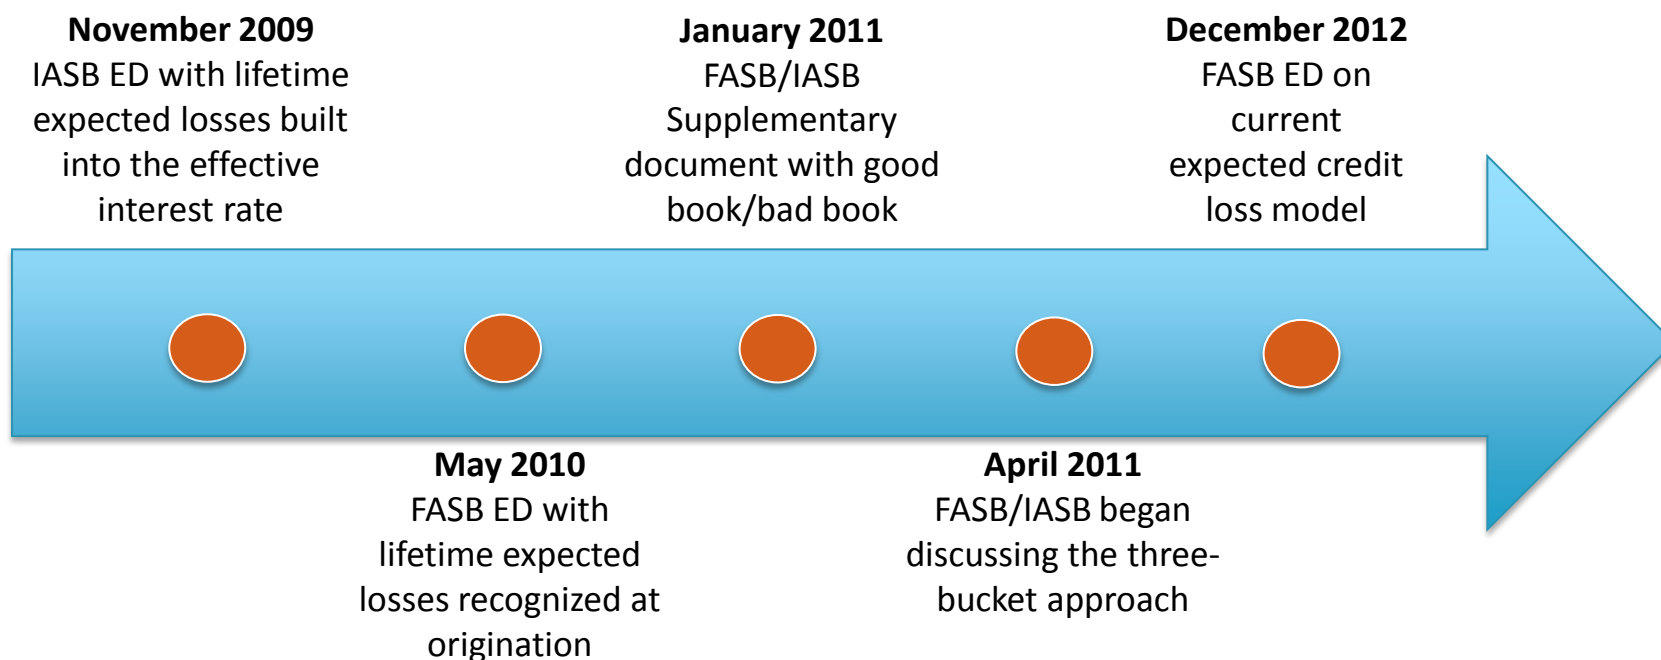 November 2009
IASB ED with lifetime
expected losses built
into the effective
interest rate
January 2011
FASB/IASB
Supplementary
document with good
book/bad book
December 2012
FASB ED on
current
expected credit
loss model
May 2010
FASB ED with
lifetime expected
losses recognized at
origination
April 2011
FASB/IASB began
discussing the three-
bucket approach